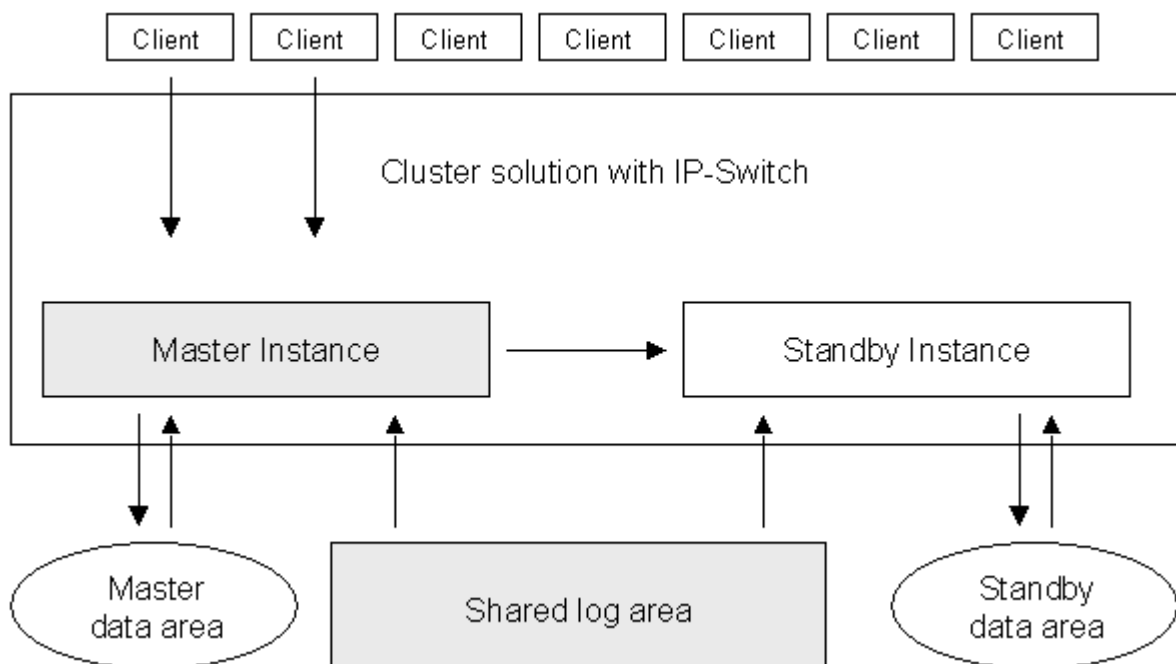 Client
Client
Client
Client
Client
Client
Client
Cluster solution with IP-Switch
Master Instance
Standby Instance
Master
data area
Shared log area
Standby
data area